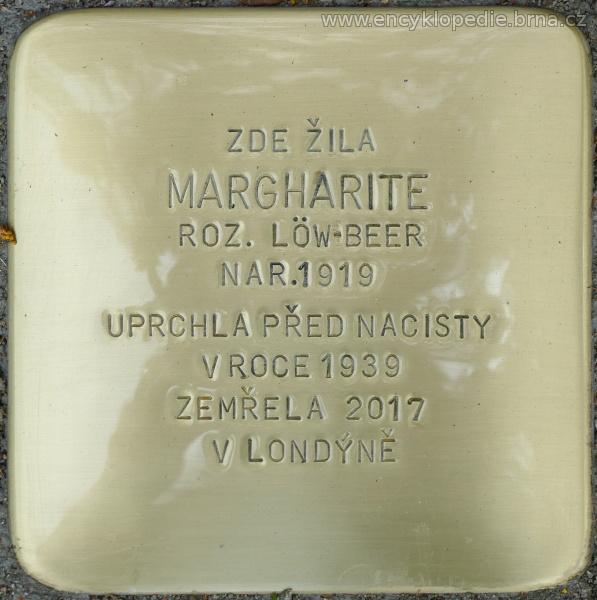 www.encyklopedie.brna.cz
ZDE ŽILA
MARGHARITE
ROZ. LÖW-BEER
NAR.1919
UPRCHLA PŘED NACISTY
V ROCE 1939
ZEMŘELA 2017
V LONDÝNĚ